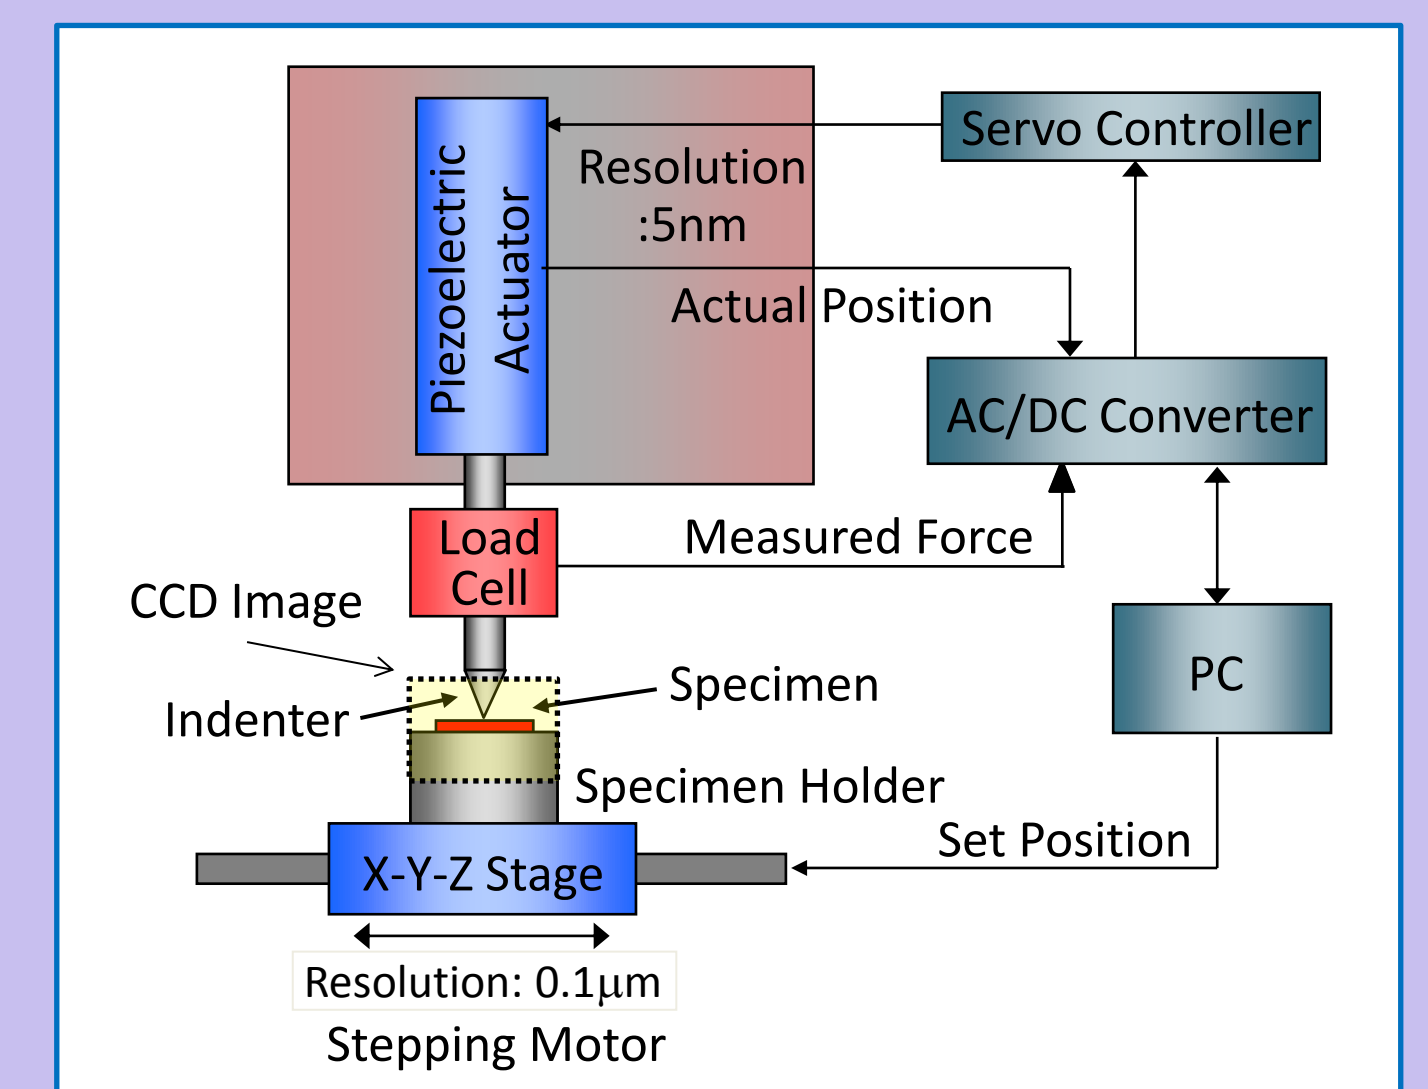 Piezoelectric
Actuator
Servo Controller
Resolution
:5nm
Actual Position
AC/DC Converter
Load
Cell
Measured Force
CCD Image
Indenter
Specimen
PC
Specimen Holder
Set Position
X-Y-Z Stage
Resolution: 0.1μm
Stepping Motor